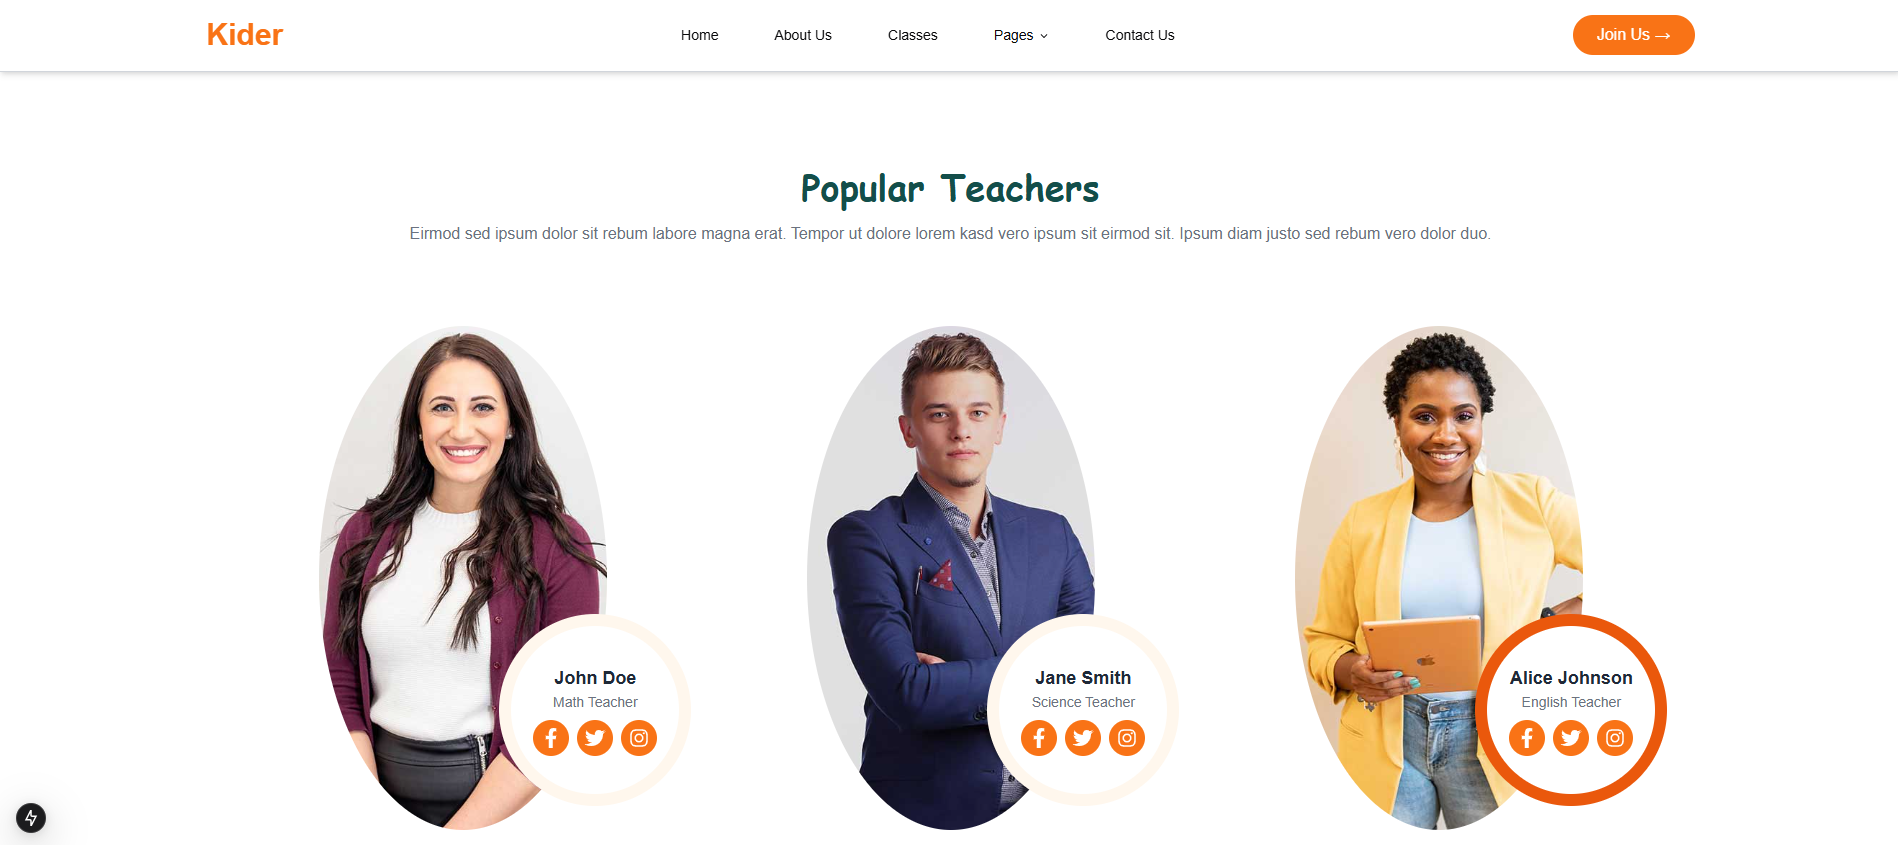 Kider
Home
About Us
Classes
Pages
Contact Us
Join Us →
Popular Teachers
Eirmod sed ipsum dolor sit rebum labore magna erat. Tempor ut dolore lorem kasd vero ipsum sit eirmod sit. Ipsum diam justo sed rebum vero dolor duo.
John Doe
Math Teacher
Jane Smith
Science Teacher
Alice Johnson
English Teacher